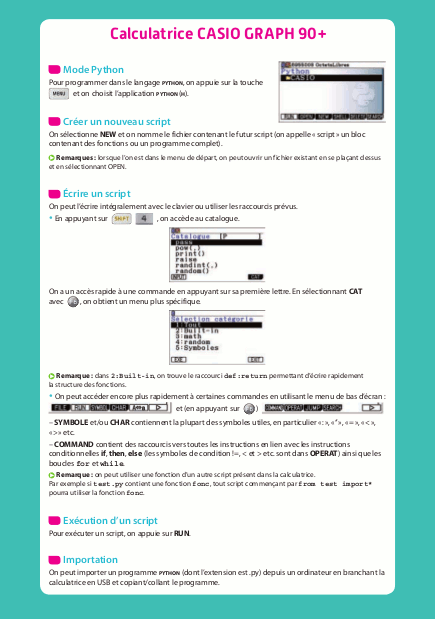 Calculatrice CASIO GRAPH 90+
Mode Python
Pour programmer dans le langage PYTHON, on appuie sur la touche
MENU et on choisit l'application PYTHON (H).
Python
CASIO
Créer un nouveau script
On sélectionne NEW et on nomme le fichier contenant le futur script (on appelle « script » un bloc
contenant des fonctions ou un programme complet).
Remarques : lorsque l'on est dans le menu de départ, on peut ouvrir un fichier existant en se plaçant dessus
et en sélectionnant OPEN.
Écrire un script
On peut l'écrire intégralement avec le clavier ou utiliser les raccourcis prévus.
• En appuyant sur SHIFT 4 , on accède au catalogue.
Catalogue [P ]
pass
pow(,)
print()
raise
randint(,)
random()
INPUT CAT
On a un accès rapide à une commande en appuyant sur sa première lettre. En sélectionnant CAT
avec , on obtient un menu plus spécifique.
Sélection catégorie
1:Tout
2:Built-in
3:math
4:random
5:Symboles
EXE EXIT
Remarque : dans 2:Built-in, on trouve le raccourci def:return permettant d'écrire rapidement
la structure des fonctions.
• On peut accéder encore plus rapidement à certaines commandes en utilisant le menu de bas d'écran :
FILE RUN SYMBOL CHAR et (en appuyant sur ) COMMAND OPERAT JUMP SEARCH
– SYMBOLE et/ou CHAR contiennent la plupart des symboles utiles, en particulier « : », « " », « = », « < »,
« > » etc.
– COMMAND contient des raccourcis vers toutes les instructions en lien avec les instructions
conditionnelles if, then, else (les symboles de condition !=, < et > etc. sont dans OPERAT) ainsi que les
boucles for et while.
Remarque : on peut utiliser une fonction d'un autre script présent dans la calculatrice.
Par exemple si test.py contient une fonction fonc, tout script commençant par from test import*
pourra utiliser la fonction fonc.
Exécution d'un script
Pour exécuter un script, on appuie sur RUN.
Importation
On peut importer un programme PYTHON (dont l'extension est .py) depuis un ordinateur en branchant la
calculatrice en USB et copiant/collant le programme.